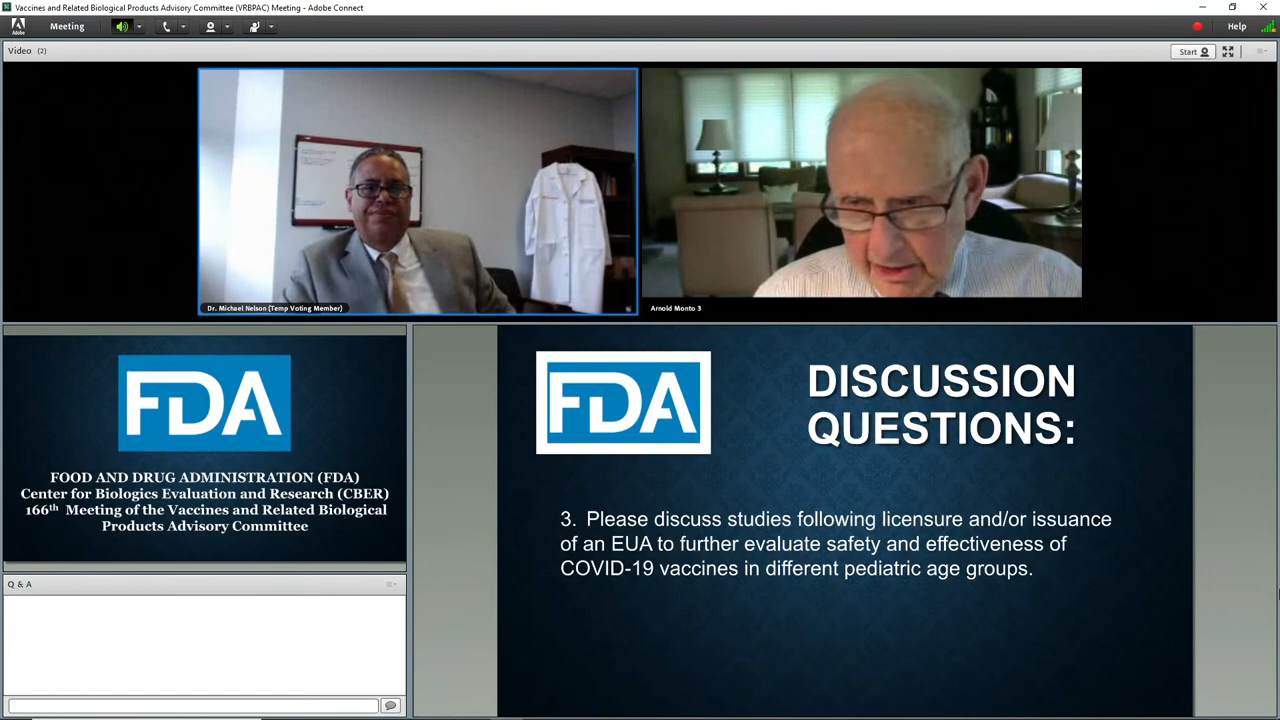 Vaccines and Related Biological Products Advisory Committee (VRBPAC) Meeting - Adobe Connect
Adobe
Meeting
Help
Video (2)
Start
Dr. Michael Nelson (Temp Voting Member)
Arnold Monto 3
FDA
FOOD AND DRUG ADMINISTRATION (FDA)
Center for Biologics Evaluation and Research (CBER)
166th Meeting of the Vaccines and Related Biological
Products Advisory Committee
Q & A
FDA
DISCUSSION
QUESTIONS:
3. Please discuss studies following licensure and/or issuance
of an EUA to further evaluate safety and effectiveness of
COVID-19 vaccines in different pediatric age groups.